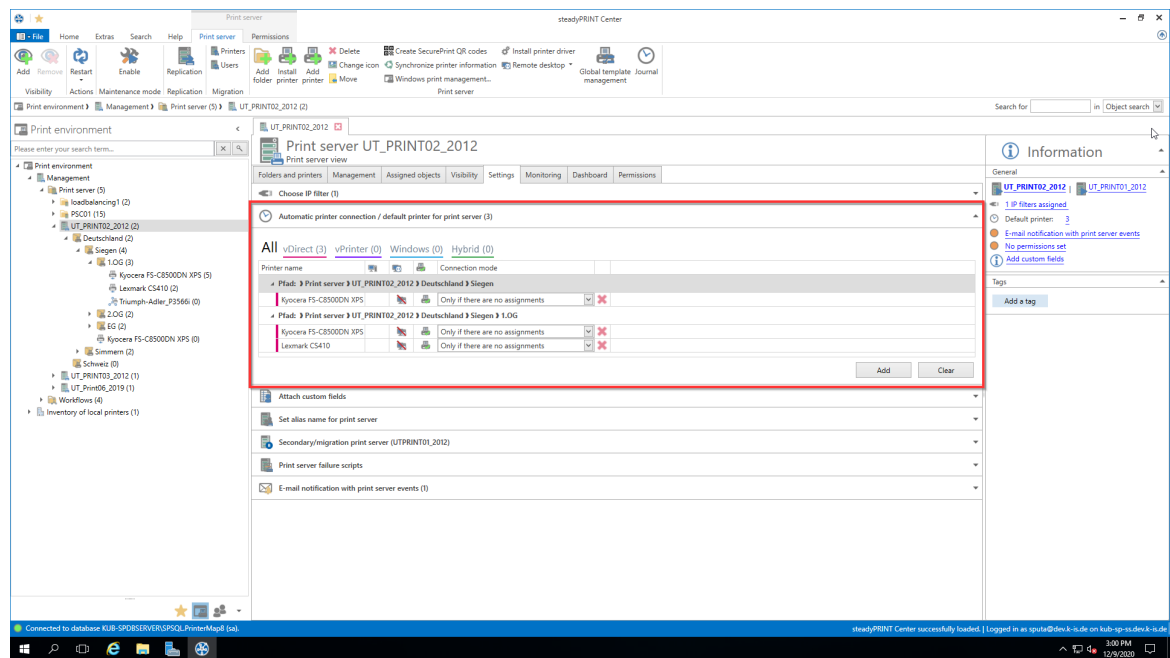 Print server
steadyPRINT Center
File Home Extras Search Help Print server Permissions
Add Remove Restart Enable Replication Printers Users Add folder Install printer Add printer Delete Change icon Move Create SecurePrint QR codes Synchronize printer information Windows print management... Install printer driver Remote desktop Global template management Journal
Visibility Actions Maintenance mode Replication Migration Print server
Print environment Management Print server (5) UT_PRINT02_2012 (2)
Search for in Object search
Print environment
Please enter your search term...
Print environment
Management
Print server (5)
loadbalancing1 (2)
PSC01 (15)
UT_PRINT02_2012 (2)
Deutschland (2)
Siegen (4)
1.OG (3)
Kyocera FS-C8500DN XPS (5)
Lexmark CS410 (2)
Triumph-Adler_P3566i (0)
2.OG (2)
EG (2)
Kyocera FS-C8500DN XPS (0)
Simmern (2)
Schweiz (0)
UT_PRINT03_2012 (1)
UT_Print06_2019 (1)
Workflows (4)
Inventory of local printers (1)
UT_PRINT02_2012
Print server UT_PRINT02_2012
Print server view
Folders and printers Management Assigned objects Visibility Settings Monitoring Dashboard Permissions
Choose IP filter (1)
Automatic printer connection / default printer for print server (3)
All vDirect (3) vPrinter (0) Windows (0) Hybrid (0)
Printer name Connection mode
Pfad: Print server UT_PRINT02_2012 Deutschland Siegen
Kyocera FS-C8500DN XPS Only if there are no assignments
Pfad: Print server UT_PRINT02_2012 Deutschland Siegen 1.OG
Kyocera FS-C8500DN XPS Only if there are no assignments
Lexmark CS410 Only if there are no assignments
Add Clear
Attach custom fields
Set alias name for print server
Secondary/migration print server (UTPRINT01_2012)
Print server failure scripts
E-mail notification with print server events (1)
Information
General
UT_PRINT02_2012 | UT_PRINT01_2012
1 IP filters assigned
Default printer: 3
E-mail notification with print server events
No permissions set
Add custom fields
Tags
Add a tag
Connected to database KUB-SPDBSERVER\SPSQL.PrinterMap8 (sa).
steadyPRINT Center successfully loaded. | Logged in as sputa@dev.k-is.de on kub-sp-ss.dev.k-is.de
3:00 PM
12/9/2020